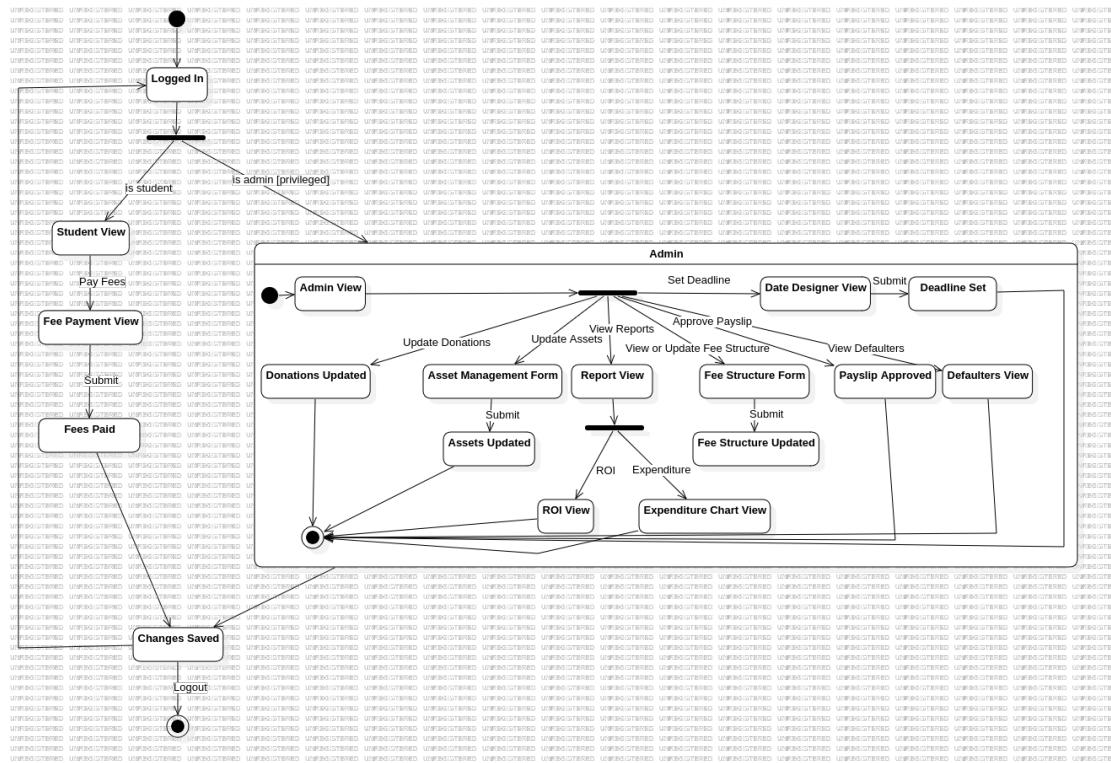 Logged In
is student
is admin [privileged]
Student View
Admin
Pay Fees
Admin View
Set Deadline
Date Designer View
Submit
Deadline Set
Fee Payment View
Update Donations
Update Assets
View Reports
Approve Payslip
View or Update Fee Structure
View Defaulters
Submit
Donations Updated
Asset Management Form
Report View
Fee Structure Form
Payslip Approved
Defaulters View
Fees Paid
Submit
Submit
Assets Updated
Fee Structure Updated
ROI
Expenditure
ROI View
Expenditure Chart View
Changes Saved
Logout